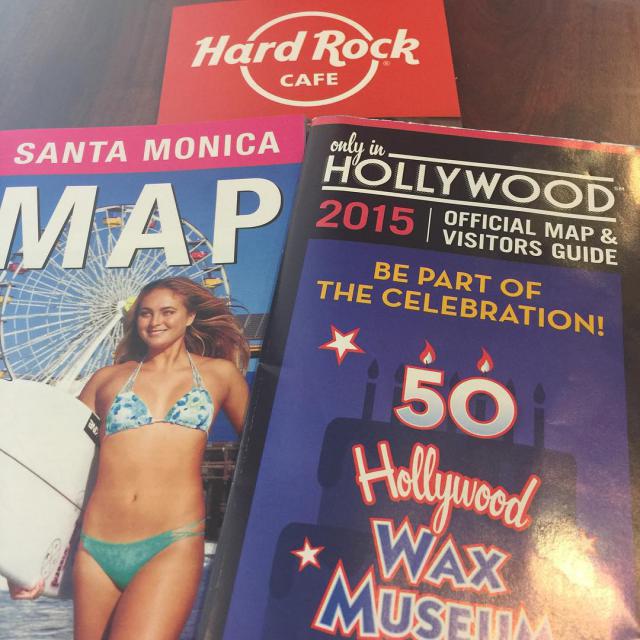 Hard Rock
CAFE
SANTA MONICA
MAP
only in
HOLLYWOOD
2015 | OFFICIAL MAP &
VISITORS GUIDE
BE PART OF
THE CELEBRATION!
50
Hollywood
WAX
MUSEUM